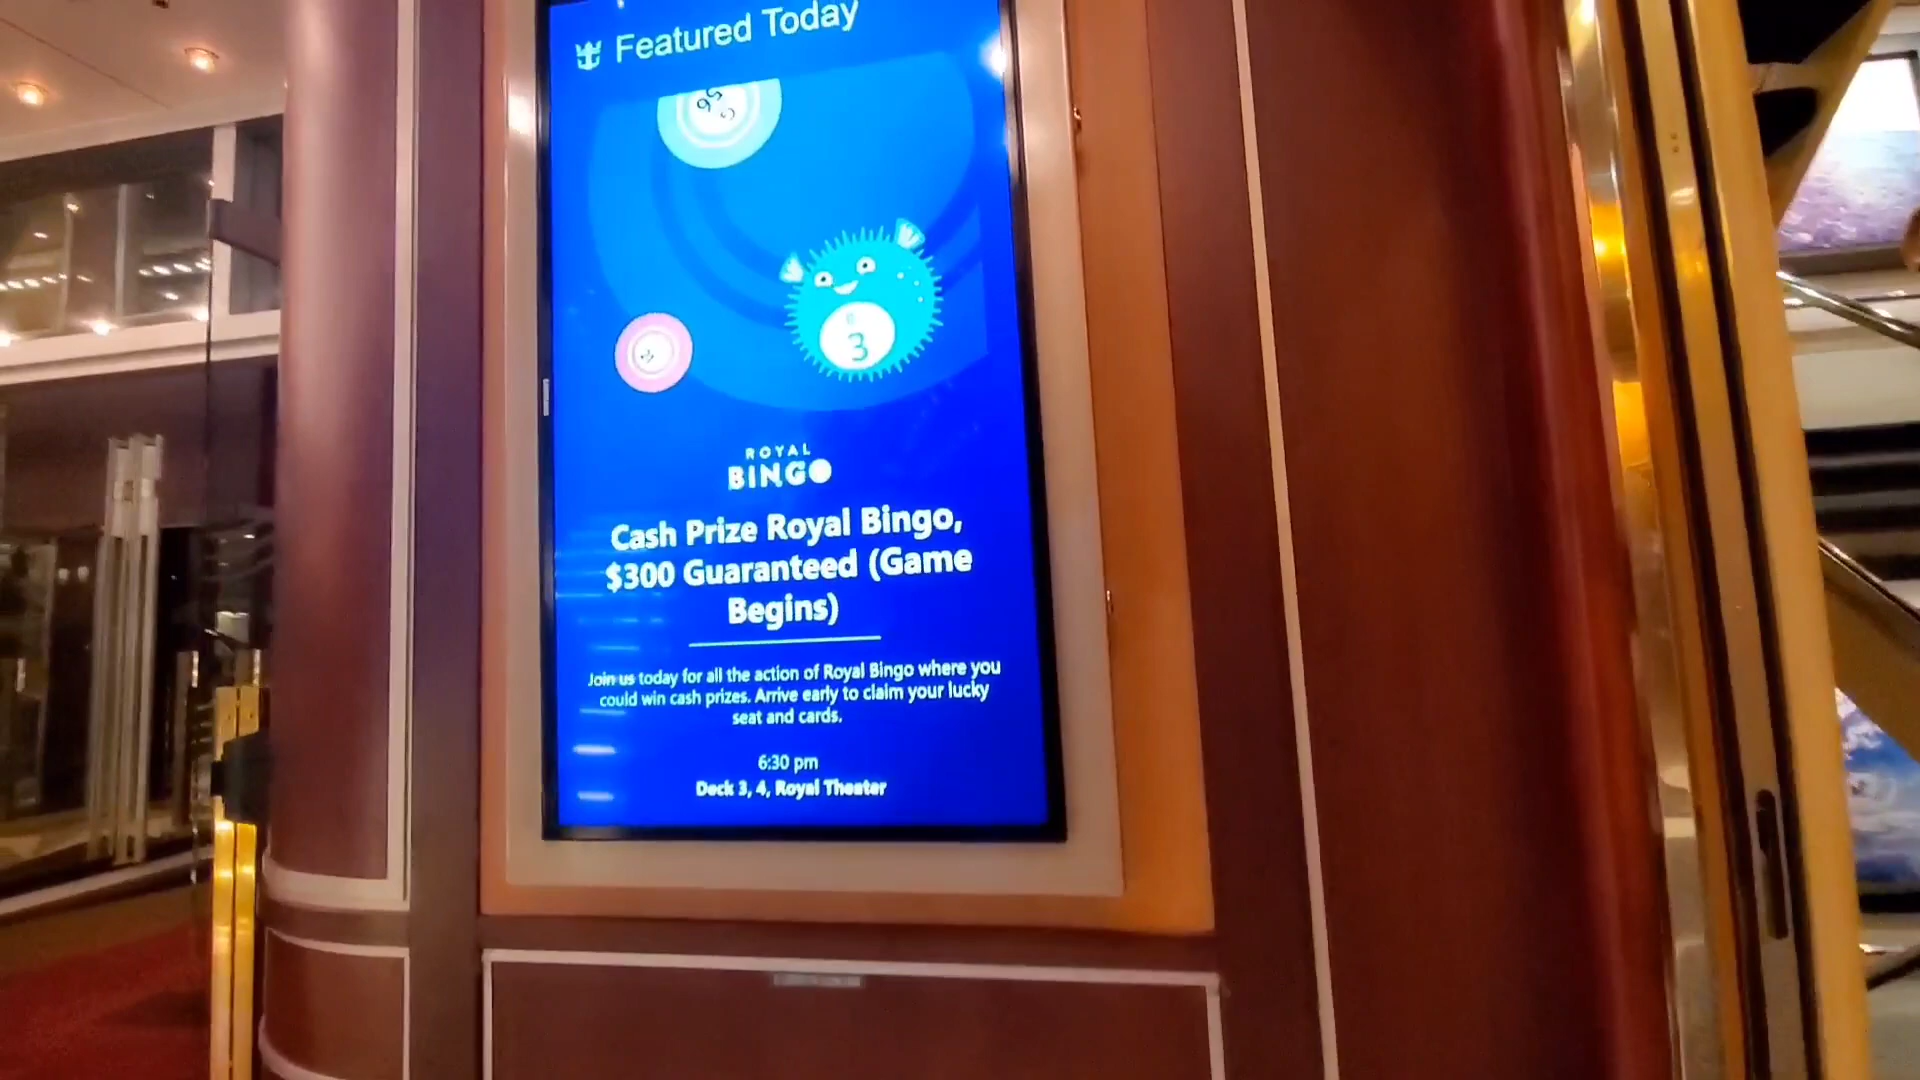 Featured Today
3
ROYAL
BINGO
Cash Prize Royal Bingo,
$300 Guaranteed (Game
Begins)
Join us today for all the action of Royal Bingo where you
could win cash prizes. Arrive early to claim your lucky
seat and cards.
6:30 pm
Deck 3, 4, Royal Theater